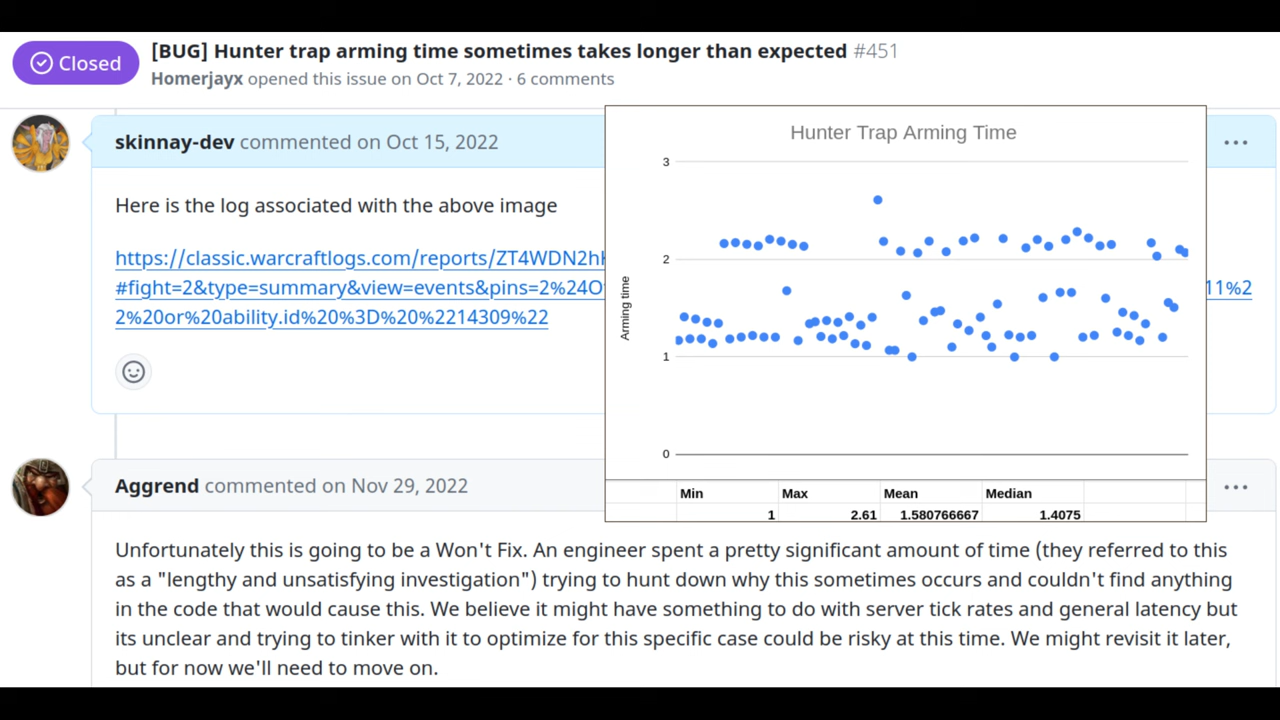 Closed
[BUG] Hunter trap arming time sometimes takes longer than expected #451
Homerjayx opened this issue on Oct 7, 2022 · 6 comments
skinnay-dev commented on Oct 15, 2022
Here is the log associated with the above image
https://classic.warcraftlogs.com/reports/ZT4WDN2h
#fight=2&type=summary&view=events&pins=2%24O
11%2
2%20or%20ability.id%20%3D%20%2214309%22
Hunter Trap Arming Time
Arming time
3
2
1
0
Min Max Mean Median
1 2.61 1.580766667 1.4075
Aggrend commented on Nov 29, 2022
Unfortunately this is going to be a Won't Fix. An engineer spent a pretty significant amount of time (they referred to this
as a "lengthy and unsatisfying investigation") trying to hunt down why this sometimes occurs and couldn't find anything
in the code that would cause this. We believe it might have something to do with server tick rates and general latency but
its unclear and trying to tinker with it to optimize for this specific case could be risky at this time. We might revisit it later,
but for now we'll need to move on.